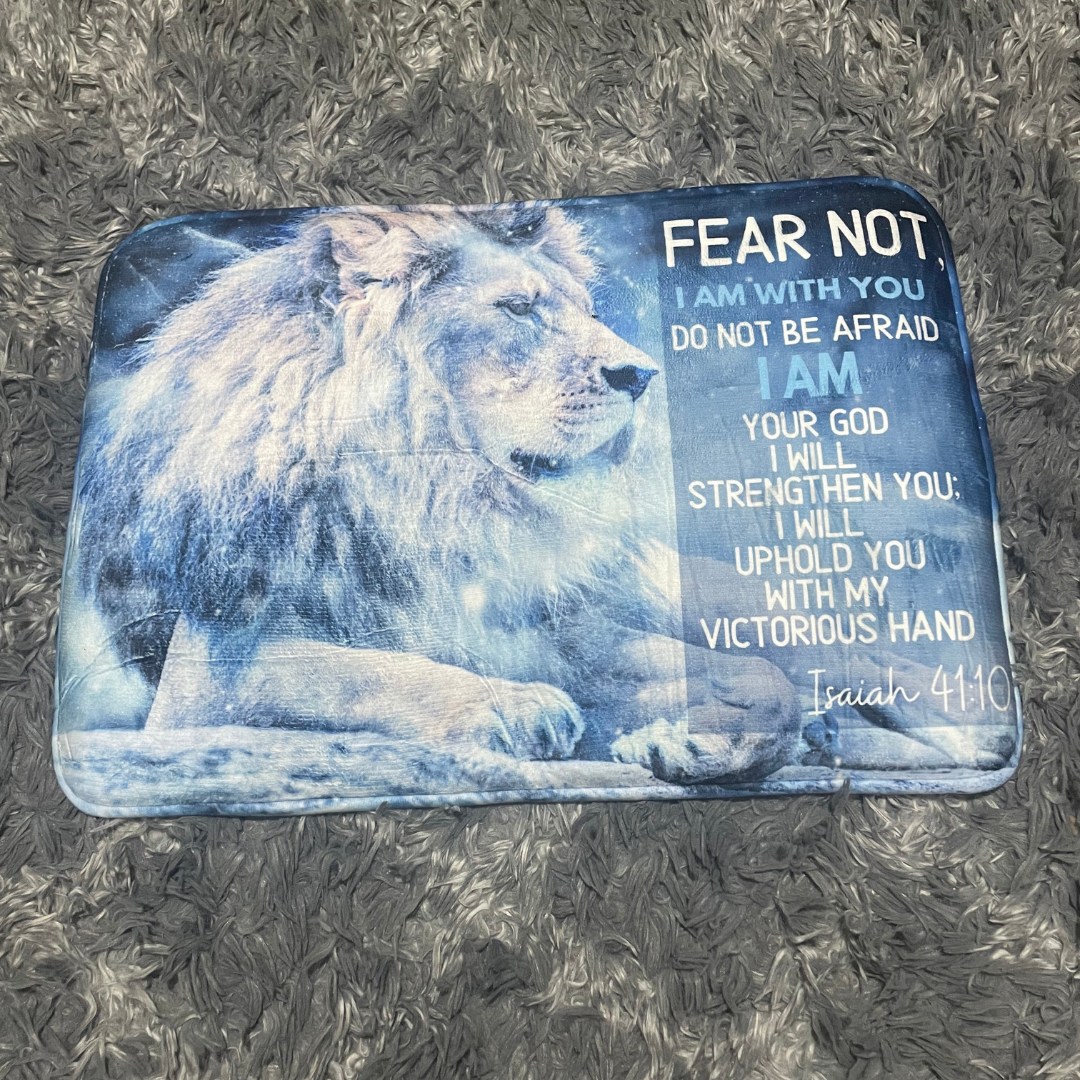 FEAR NOT,
I AM WITH YOU
DO NOT BE AFRAID
I AM
YOUR GOD
I WILL
STRENGTHEN YOU;
I WILL
UPHOLD YOU
WITH MY
VICTORIOUS HAND
Isaiah 41:10